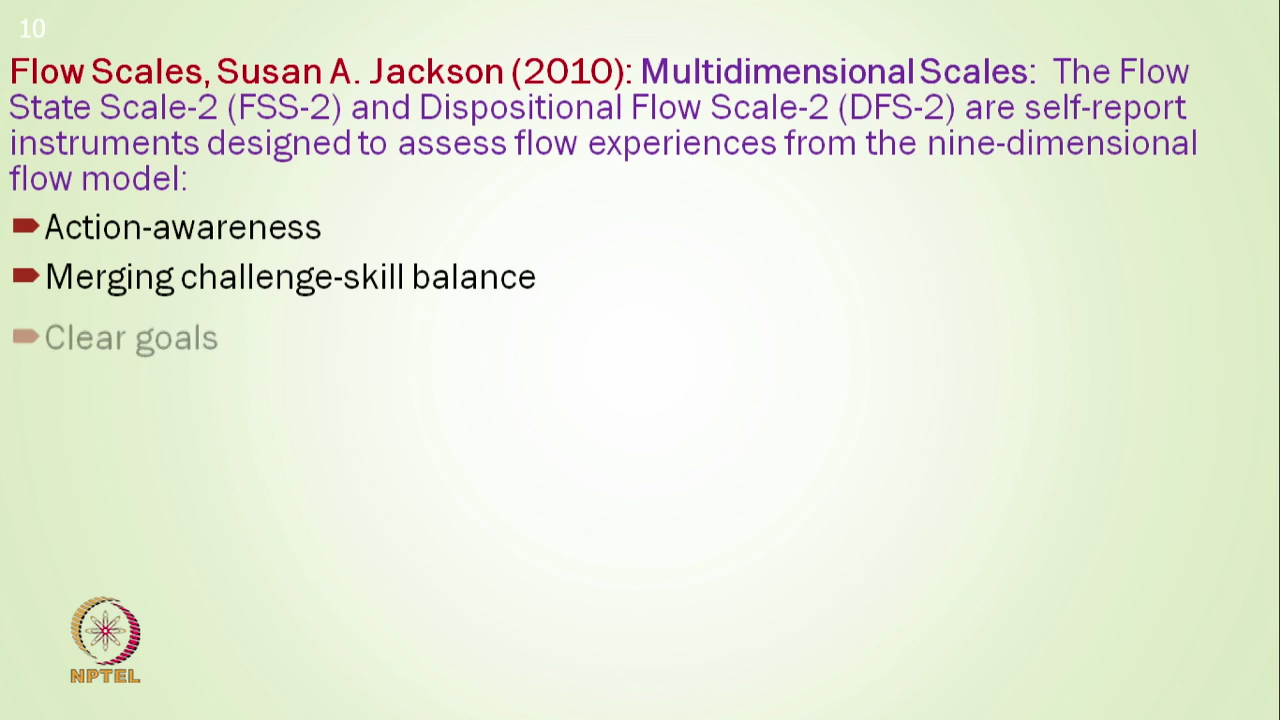 10
Flow Scales, Susan A. Jackson (2010): Multidimensional Scales: The Flow
State Scale-2 (FSS-2) and Dispositional Flow Scale-2 (DFS-2) are self-report
instruments designed to assess flow experiences from the nine-dimensional
flow model:
Action-awareness
Merging challenge-skill balance
Clear goals
NPTEL